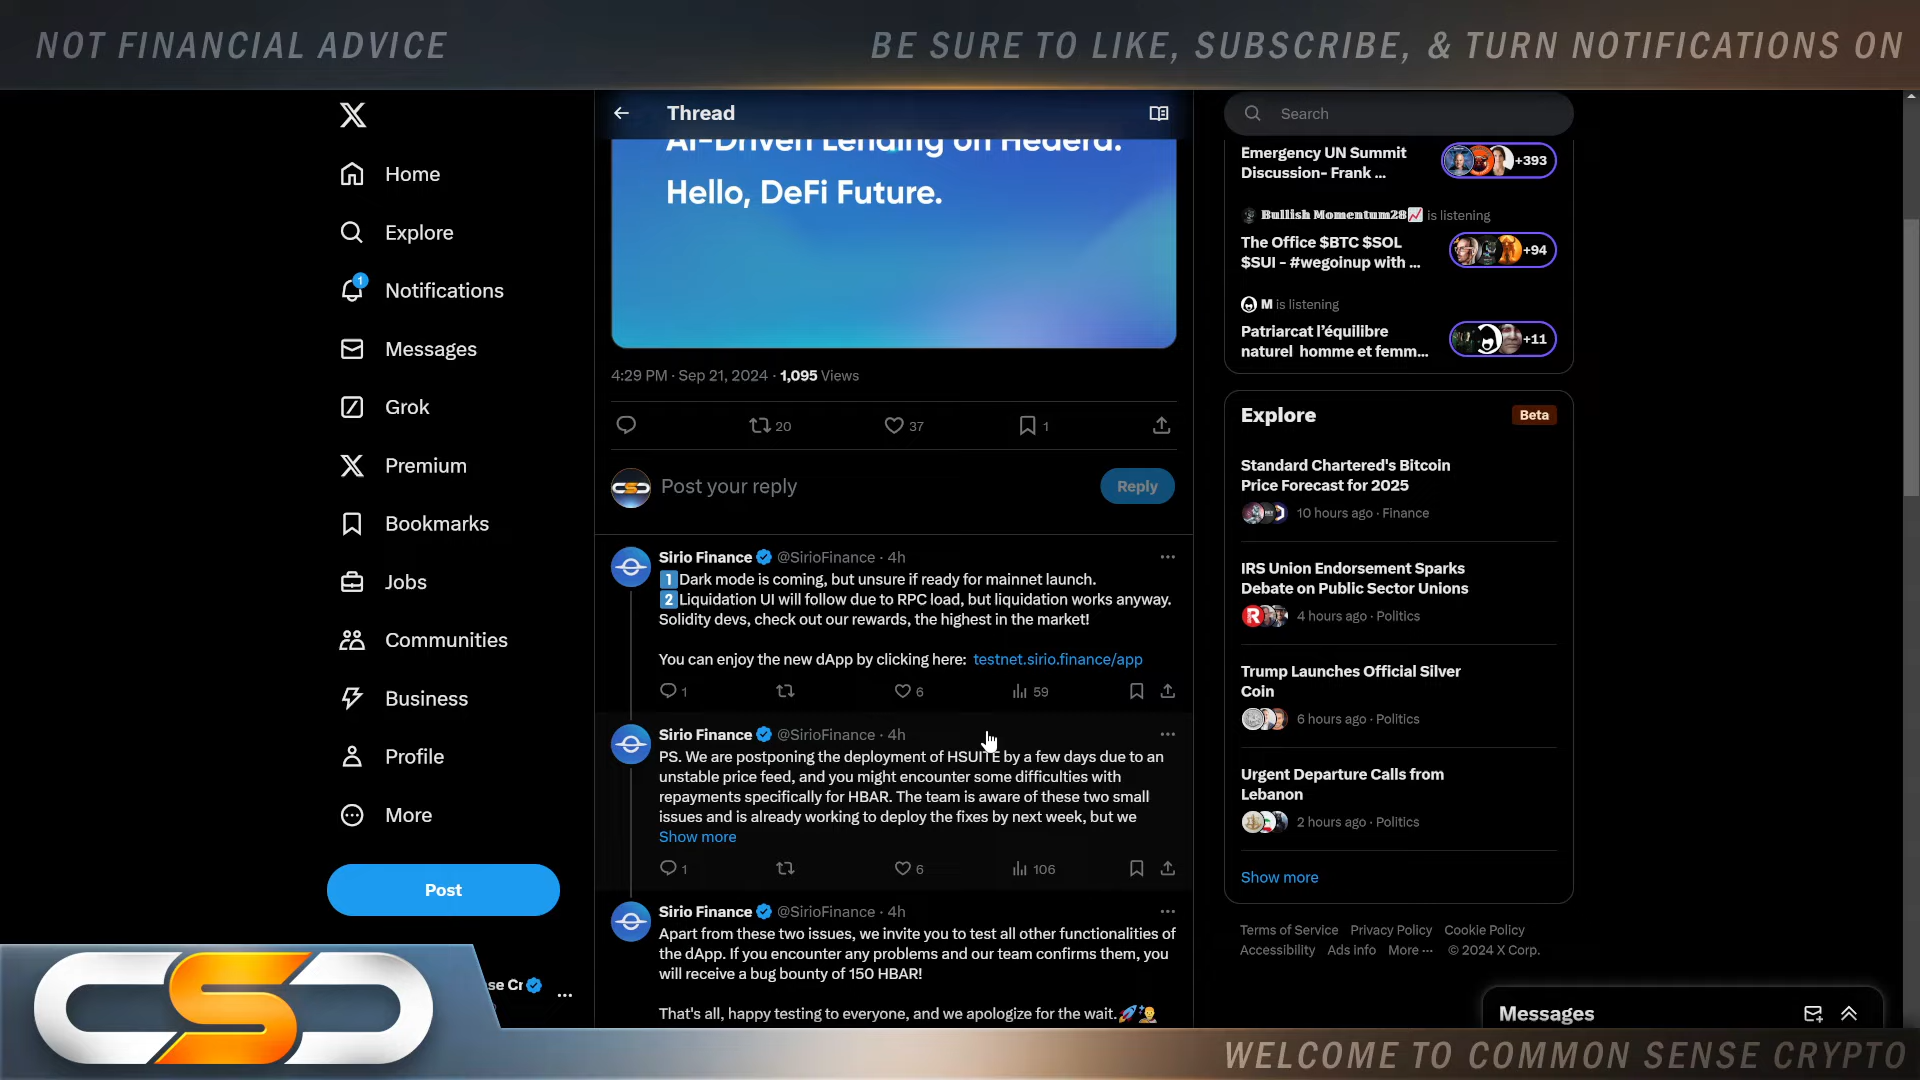 NOT FINANCIAL ADVICE
BE SURE TO LIKE, SUBSCRIBE, & TURN NOTIFICATIONS ON
Home
Explore
1
Notifications
Messages
Grok
Premium
Bookmarks
Jobs
Communities
Business
Profile
More
Post
se Cr
Thread
AI-Driven Lending on Hedera.
Hello, DeFi Future.
4:29 PM · Sep 21, 2024 · 1,095 Views
20 37 1
Post your reply
Reply
Sirio Finance @SirioFinance · 4h
1 Dark mode is coming, but unsure if ready for mainnet launch.
2 Liquidation UI will follow due to RPC load, but liquidation works anyway.
Solidity devs, check out our rewards, the highest in the market!
You can enjoy the new dApp by clicking here: testnet.sirio.finance/app
1 6 59
Sirio Finance @SirioFinance · 4h
PS. We are postponing the deployment of HSUITE by a few days due to an
unstable price feed, and you might encounter some difficulties with
repayments specifically for HBAR. The team is aware of these two small
issues and is already working to deploy the fixes by next week, but we
Show more
1 6 106
Sirio Finance @SirioFinance · 4h
Apart from these two issues, we invite you to test all other functionalities of
the dApp. If you encounter any problems and our team confirms them, you
will receive a bug bounty of 150 HBAR!
That's all, happy testing to everyone, and we apologize for the wait.
Search
Emergency UN Summit
Discussion- Frank ...
+393
Bullish Momentum28 is listening
The Office $BTC $SOL
$SUI - #wegoinup with ...
+94
M is listening
Patriarcat l'équilibre
naturel homme et femm...
+11
Explore
Beta
Standard Chartered's Bitcoin
Price Forecast for 2025
10 hours ago · Finance
IRS Union Endorsement Sparks
Debate on Public Sector Unions
4 hours ago · Politics
Trump Launches Official Silver
Coin
6 hours ago · Politics
Urgent Departure Calls from
Lebanon
2 hours ago · Politics
Show more
Terms of Service Privacy Policy Cookie Policy
Accessibility Ads info More ··· © 2024 X Corp.
Messages
CSC
WELCOME TO COMMON SENSE CRYPTO